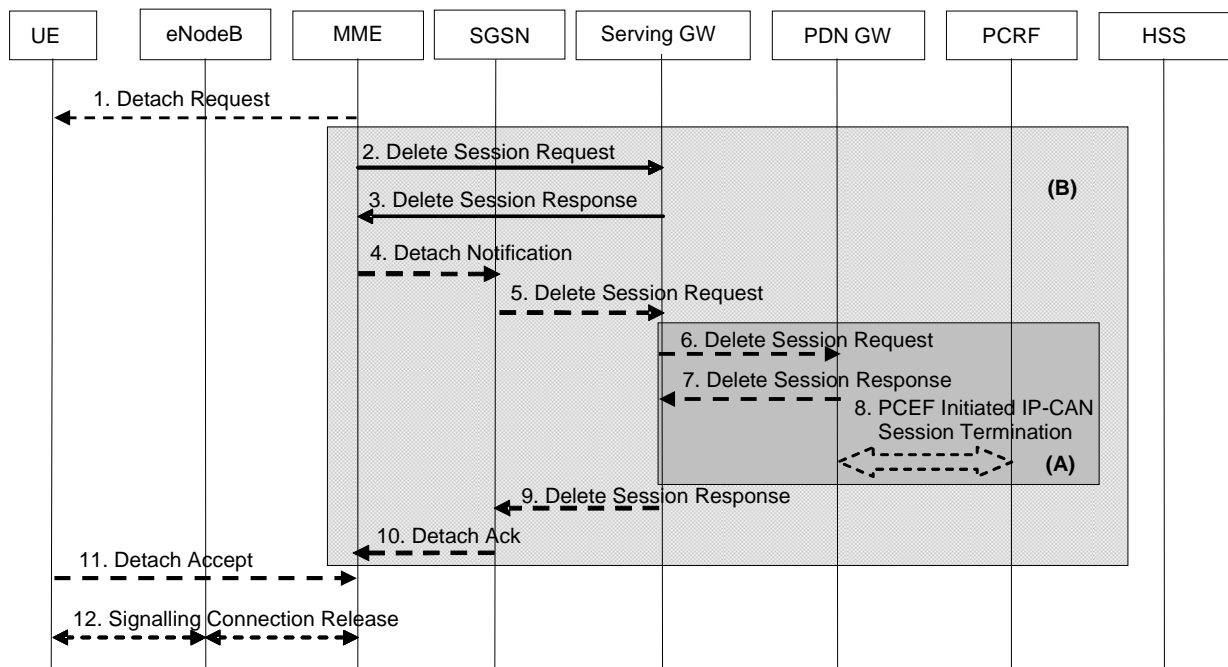 UE
eNodeB
MME
SGSN
Serving GW
PDN GW
PCRF
HSS
1. Detach Request
2. Delete Session Request
(B)
3. Delete Session Response
4. Detach Notification
5. Delete Session Request
6. Delete Session Request
7. Delete Session Response
8. PCEF Initiated IP-CAN
Session Termination
(A)
9. Delete Session Response
10. Detach Ack
11. Detach Accept
12. Signalling Connection Release